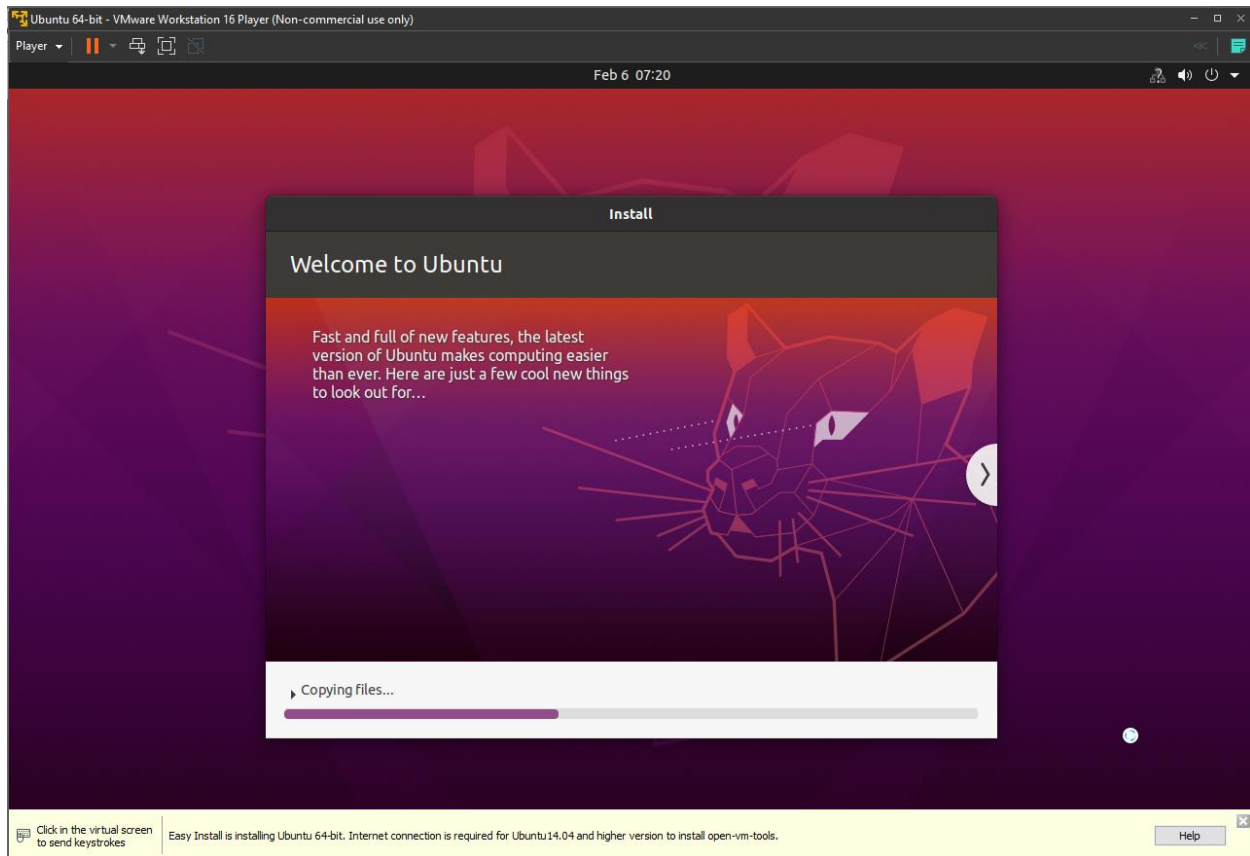 Ubuntu 64-bit - VMware Workstation 16 Player (Non-commercial use only)
Player
Feb 6 07:20
Install
Welcome to Ubuntu
Fast and full of new features, the latest
version of Ubuntu makes computing easier
than ever. Here are just a few cool new things
to look out for...
Copying files...
Click in the virtual screen
to send keystrokes
Easy Install is installing Ubuntu 64-bit. Internet connection is required for Ubuntu14.04 and higher version to install open-vm-tools.
Help